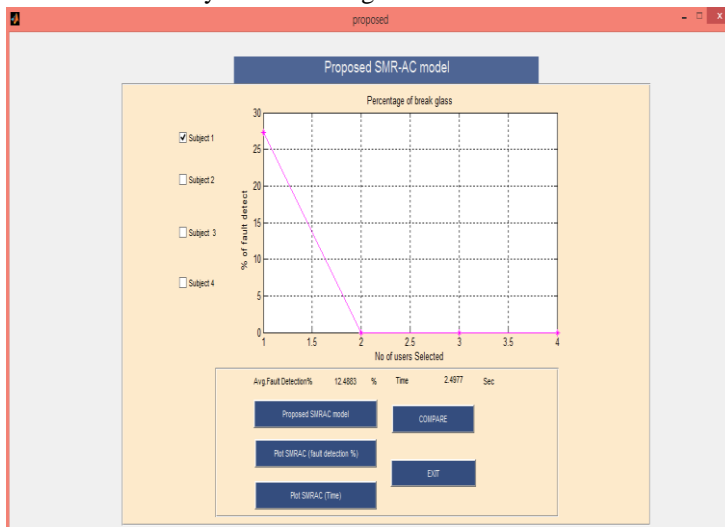 proposed
Proposed SMR-AC model
Percentage of break glass
Subject 1
Subject 2
Subject 3
Subject 4
% of fault detect
30
25
20
15
10
5
0
1 1.5 2 2.5 3 3.5 4
No of users Selected
Avg.Fault Detection% 12.4883 % Time 2.4977 Sec
Proposed SMRAC model
COMPARE
Plot SMRAC (fault detection %)
EXIT
Plot SMRAC (Time)